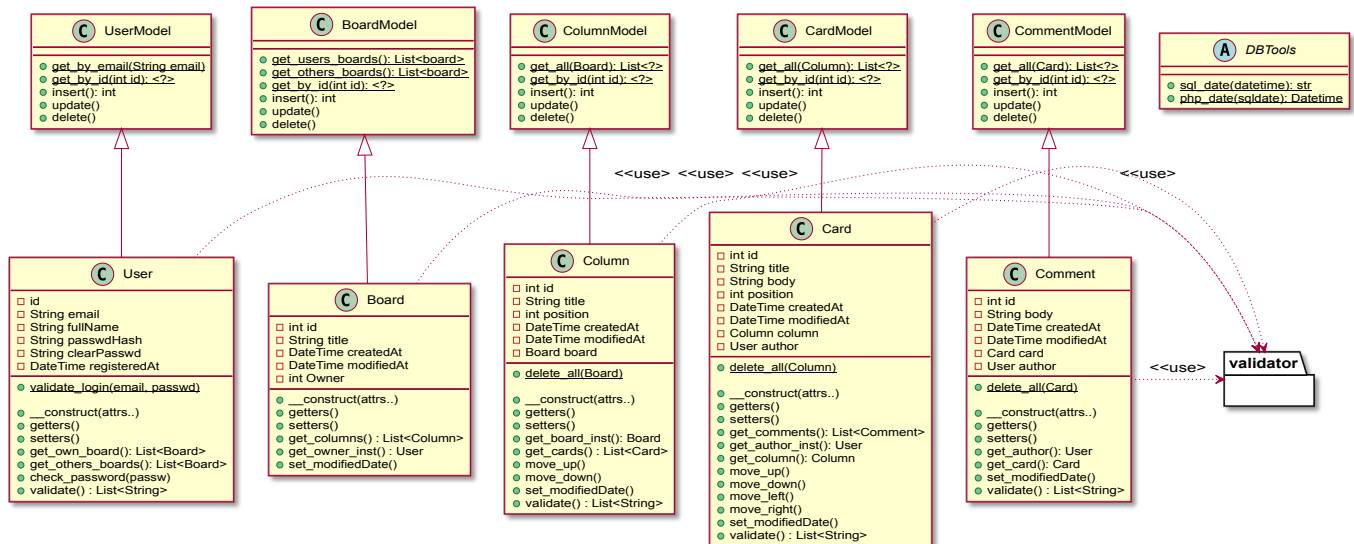 C UserModel
get_by_email(String email)
get_by_id(int id): <?>
insert(): int
update()
delete()
C BoardModel
get_users_boards(): List<board>
get_others_boards(): List<board>
get_by_id(int id): <?>
insert(): int
update()
delete()
C ColumnModel
get_all(Board): List<?>
get_by_id(int id): <?>
insert(): int
update()
delete()
C CardModel
get_all(Column): List<?>
get_by_id(int id): <?>
insert(): int
update()
delete()
C CommentModel
get_all(Card): List<?>
get_by_id(int id): <?>
insert(): int
update()
delete()
A DBTools
sql_date(datetime): str
php_date(sqldate): Datetime
<<use> <<use> <<use>
<<use>
C User
id
String email
String fullName
String passwdHash
String clearPasswd
DateTime registeredAt
validate_login(email, passwd)
__construct(attrs..)
getters()
setters()
get_own_board(): List<Board>
get_others_boards(): List<Board>
check_password(passw)
validate() : List<String>
C Board
int id
String title
DateTime createdAt
DateTime modifiedAt
int Owner
__construct(attrs..)
getters()
setters()
get_columns() : List<Column>
get_owner_inst() : User
set_modifiedDate()
C Column
int id
String title
int position
DateTime createdAt
DateTime modifiedAt
Board board
delete_all(Board)
__construct(attrs..)
getters()
setters()
get_board_inst(): Board
get_cards() : List<Card>
move_up()
move_down()
set_modifiedDate()
validate() : List<String>
C Card
int id
String title
String body
int position
DateTime createdAt
DateTime modifiedAt
Column column
User author
delete_all(Column)
__construct(attrs..)
getters()
setters()
get_comments(): List<Comment>
get_author_inst(): User
get_column(): Column
move_up()
move_down()
move_left()
move_right()
set_modifiedDate()
validate() : List<String>
C Comment
int id
String body
DateTime createdAt
DateTime modifiedAt
Card card
User author
delete_all(Card)
__construct(attrs..)
getters()
setters()
get_author(): User
get_card(): Card
set_modifiedDate()
validate() : List<String>
<<use>
validator